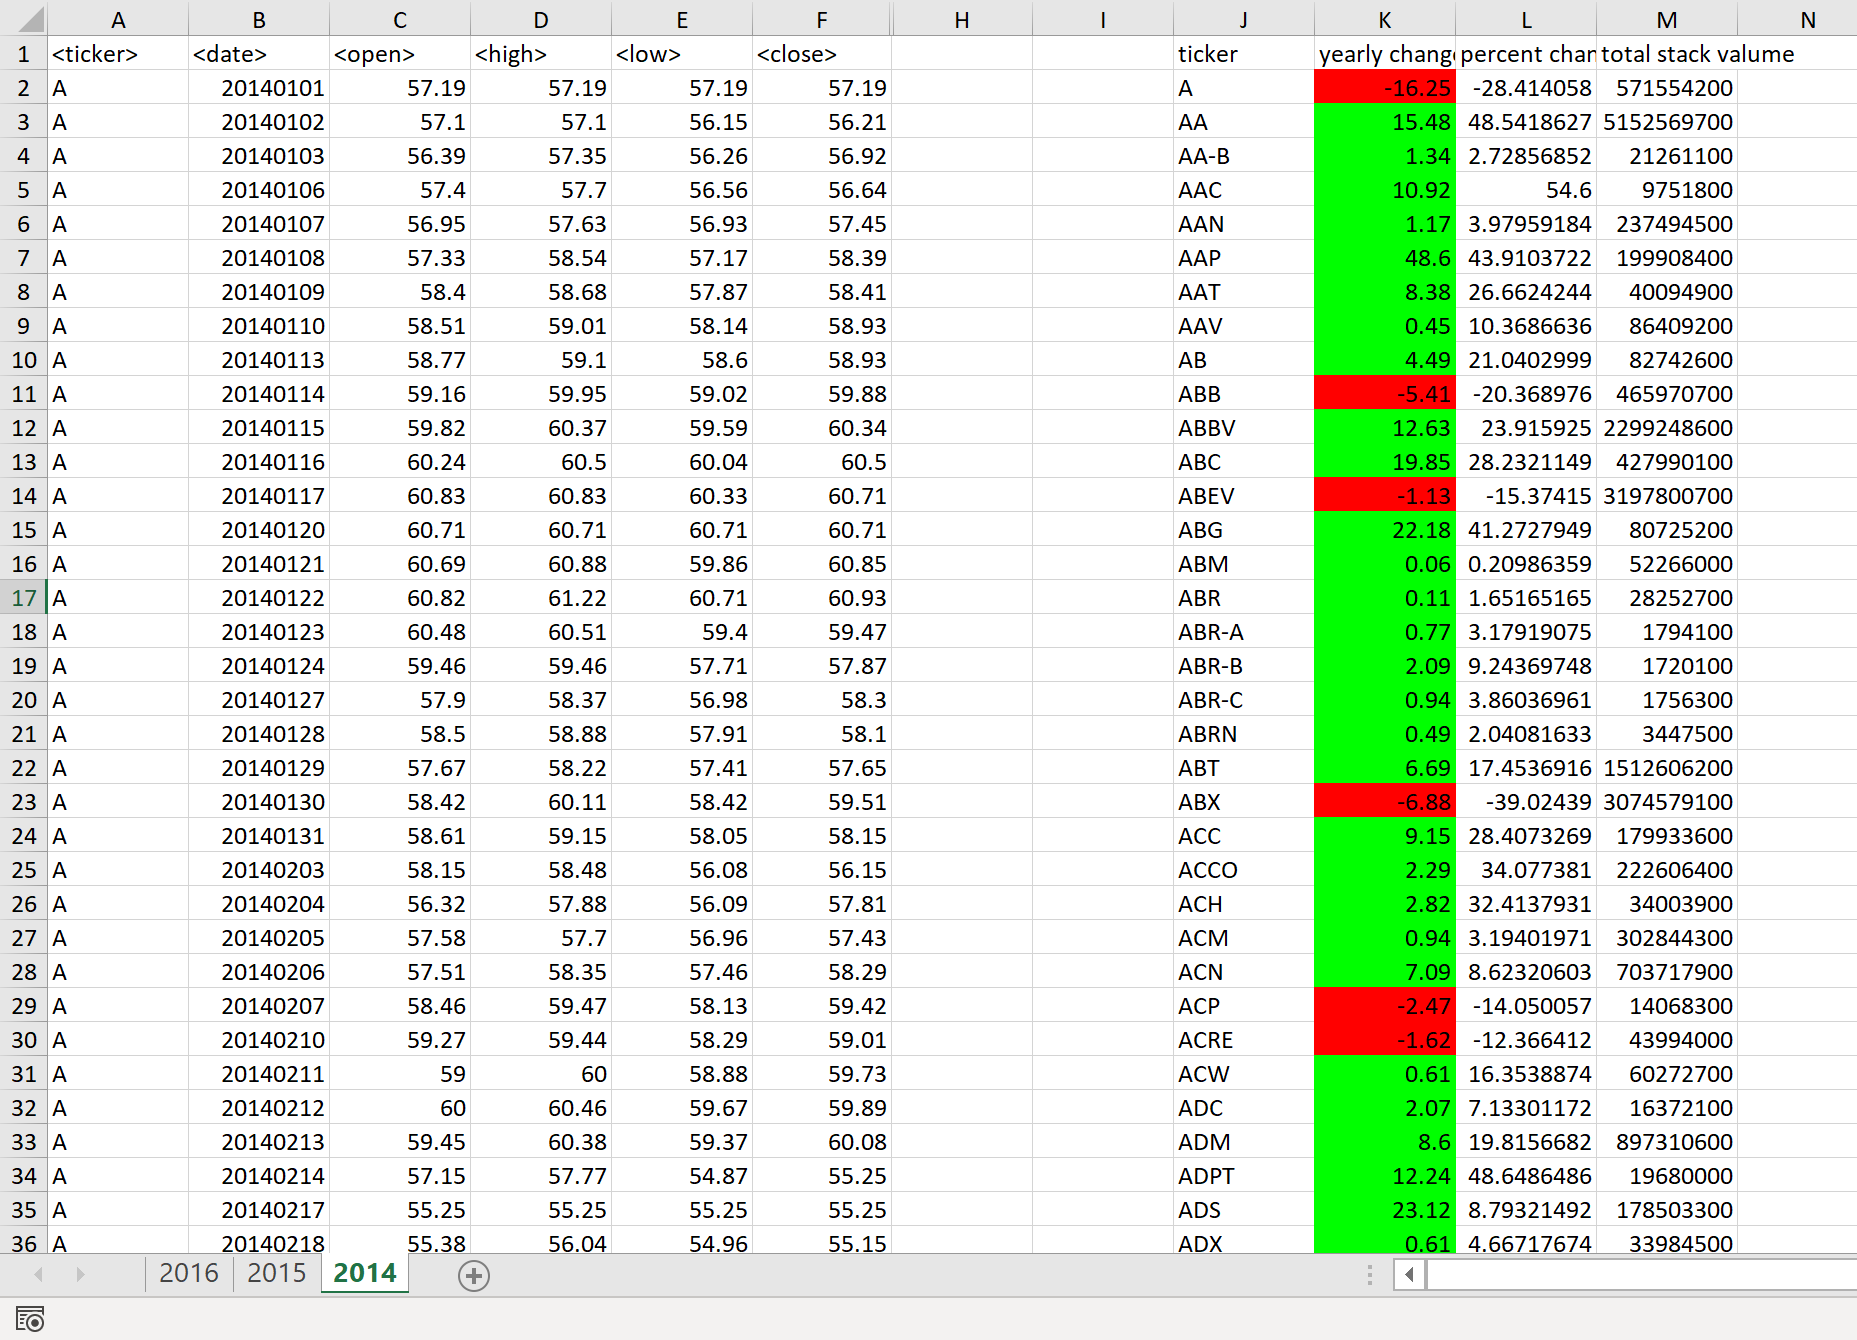 A B C D E F H I J K L M N
1 <ticker> <date> <open> <high> <low> <close> ticker yearly change percent chan total stack valume
2 A 20140101 57.19 57.19 57.19 57.19 A -16.25 -28.414058 571554200
3 A 20140102 57.1 57.1 56.15 56.21 AA 15.48 48.5418627 5152569700
4 A 20140103 56.39 57.35 56.26 56.92 AA-B 1.34 2.72856852 21261100
5 A 20140106 57.4 57.7 56.56 56.64 AAC 10.92 54.6 9751800
6 A 20140107 56.95 57.63 56.93 57.45 AAN 1.17 3.97959184 237494500
7 A 20140108 57.33 58.54 57.17 58.39 AAP 48.6 43.9103722 199908400
8 A 20140109 58.4 58.68 57.87 58.41 AAT 8.38 26.6624244 40094900
9 A 20140110 58.51 59.01 58.14 58.93 AAV 0.45 10.3686636 86409200
10 A 20140113 58.77 59.1 58.6 58.93 AB 4.49 21.0402999 82742600
11 A 20140114 59.16 59.95 59.02 59.88 ABB -5.41 -20.368976 465970700
12 A 20140115 59.82 60.37 59.59 60.34 ABBV 12.63 23.915925 2299248600
13 A 20140116 60.24 60.5 60.04 60.5 ABC 19.85 28.2321149 427990100
14 A 20140117 60.83 60.83 60.33 60.71 ABEV -1.13 -15.37415 3197800700
15 A 20140120 60.71 60.71 60.71 60.71 ABG 22.18 41.2727949 80725200
16 A 20140121 60.69 60.88 59.86 60.85 ABM 0.06 0.20986359 52266000
17 A 20140122 60.82 61.22 60.71 60.93 ABR 0.11 1.65165165 28252700
18 A 20140123 60.48 60.51 59.4 59.47 ABR-A 0.77 3.17919075 1794100
19 A 20140124 59.46 59.46 57.71 57.87 ABR-B 2.09 9.24369748 1720100
20 A 20140127 57.9 58.37 56.98 58.3 ABR-C 0.94 3.86036961 1756300
21 A 20140128 58.5 58.88 57.91 58.1 ABRN 0.49 2.04081633 3447500
22 A 20140129 57.67 58.22 57.41 57.65 ABT 6.69 17.4536916 1512606200
23 A 20140130 58.42 60.11 58.42 59.51 ABX -6.88 -39.02439 3074579100
24 A 20140131 58.61 59.15 58.05 58.15 ACC 9.15 28.4073269 179933600
25 A 20140203 58.15 58.48 56.08 56.15 ACCO 2.29 34.077381 222606400
26 A 20140204 56.32 57.88 56.09 57.81 ACH 2.82 32.4137931 34003900
27 A 20140205 57.58 57.7 56.96 57.43 ACM 0.94 3.19401971 302844300
28 A 20140206 57.51 58.35 57.46 58.29 ACN 7.09 8.62320603 703717900
29 A 20140207 58.46 59.47 58.13 59.42 ACP -2.47 -14.050057 14068300
30 A 20140210 59.27 59.44 58.29 59.01 ACRE -1.62 -12.366412 43994000
31 A 20140211 59 60 58.88 59.73 ACW 0.61 16.3538874 60272700
32 A 20140212 60 60.46 59.67 59.89 ADC 2.07 7.13301172 16372100
33 A 20140213 59.45 60.38 59.37 60.08 ADM 8.6 19.8156682 897310600
34 A 20140214 57.15 57.77 54.87 55.25 ADPT 12.24 48.6486486 19680000
35 A 20140217 55.25 55.25 55.25 55.25 ADS 23.12 8.79321492 178503300
36 A 20140218 55.38 56.04 54.96 55.15 ADX 0.61 4.66717674 33984500
2016 2015 2014